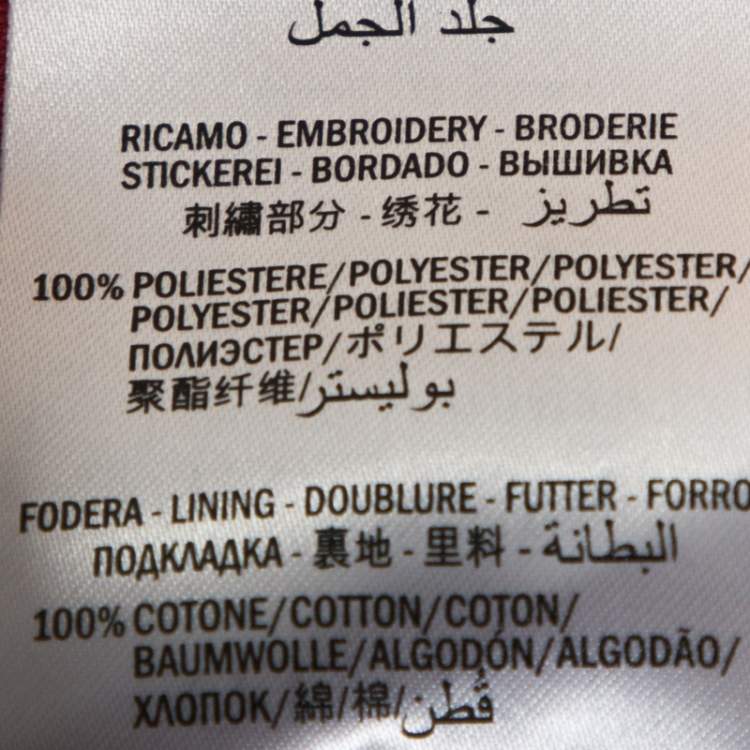 جلد الجمل
RICAMO - EMBROIDERY - BRODERIE
STICKEREI - BORDADO - ВЫШИВКА
刺繍部分 - 绣花 - تطريز
100% POLIESTERE/POLYESTER/POLYESTER/
POLYESTER/POLIESTER/POLIESTER/
ПОЛИЭСТЕР/ポリエステル/
聚酯纤维/بوليستر
FODERA - LINING - DOUBLURE - FUTTER - FORRO
ПОДКЛАДКА - 裏地 - 里料 - البطانة
100% COTONE/COTTON/COTON/
BAUMWOLLE/ALGODÓN/ALGODÃO/
ХЛОПОК/綿/棉/قُطن